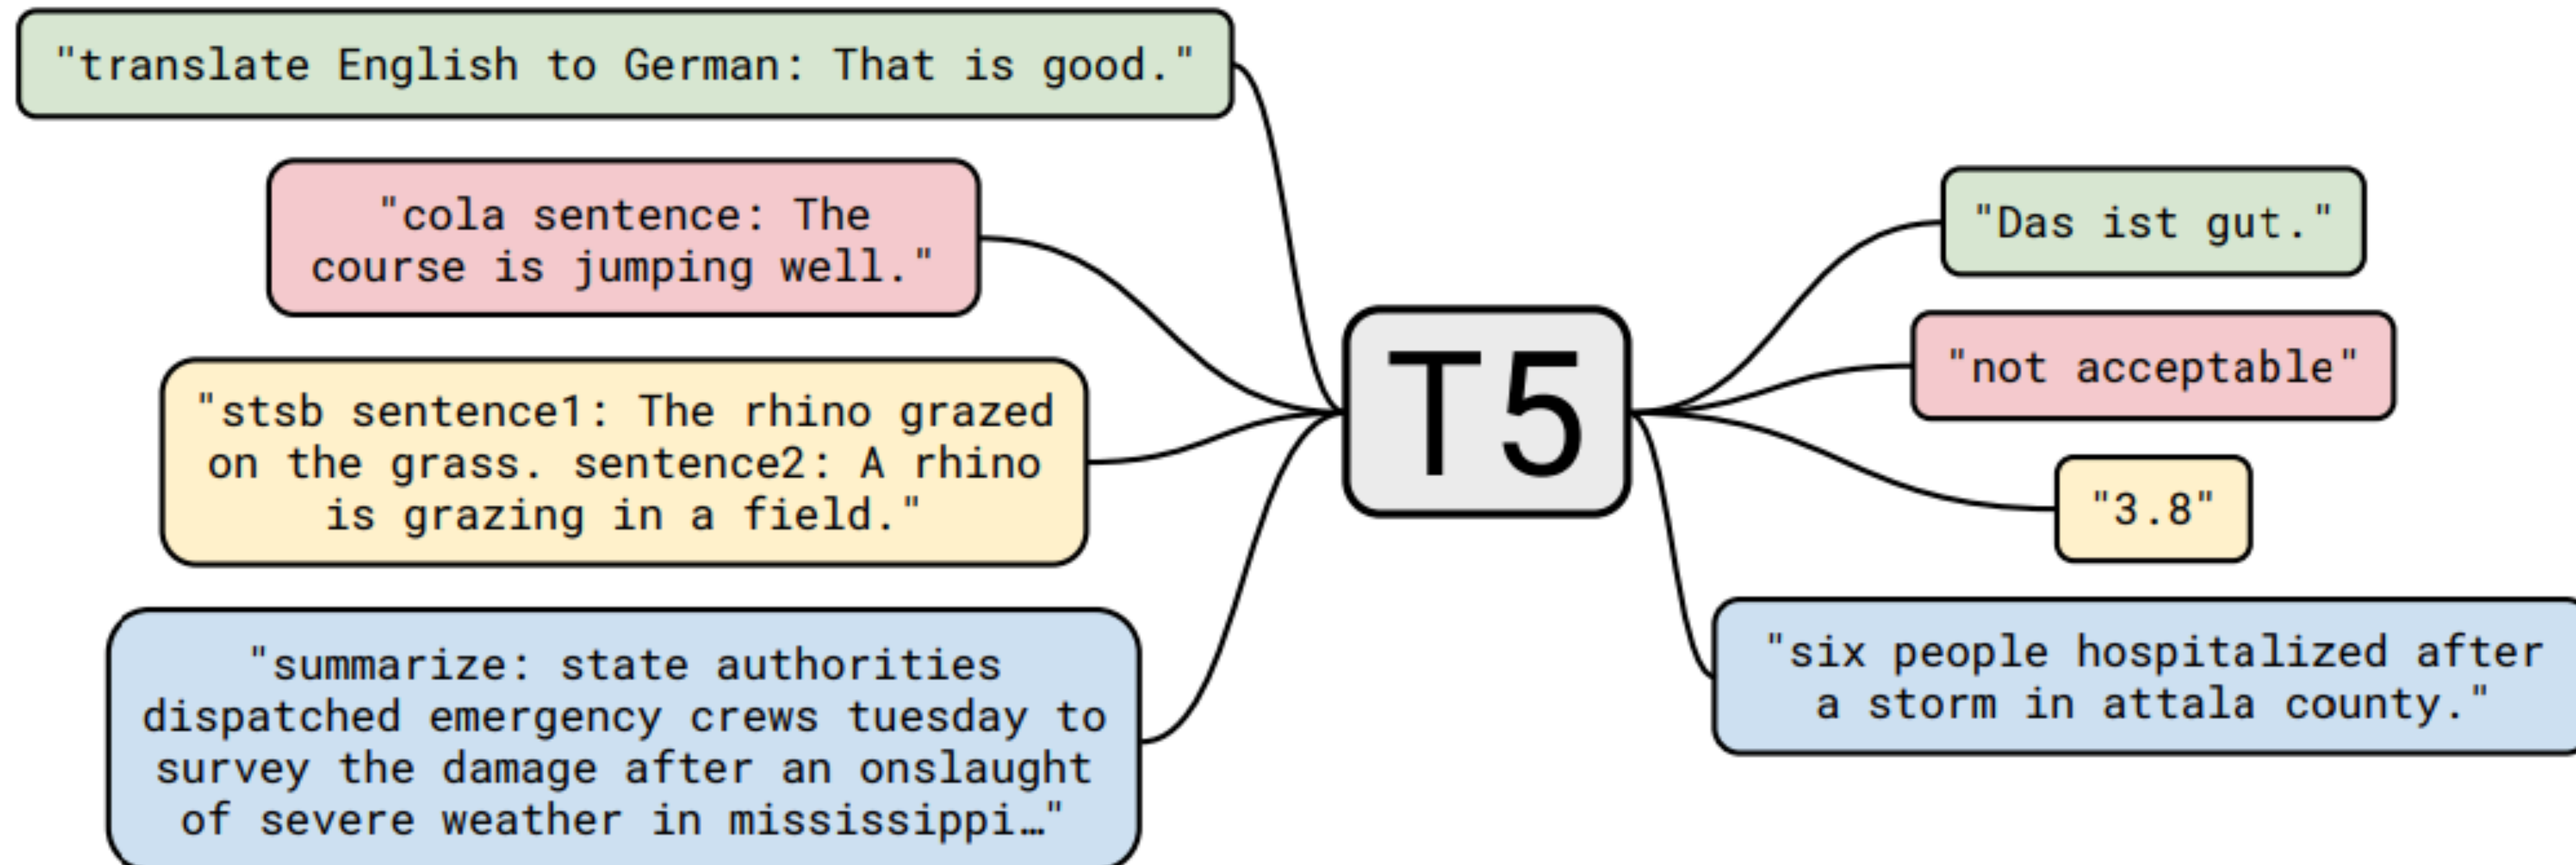 "translate English to German: That is good."
"cola sentence: The
course is jumping well."
"stsb sentence1: The rhino grazed
on the grass. sentence2: A rhino
is grazing in a field."
"summarize: state authorities
dispatched emergency crews tuesday to
survey the damage after an onslaught
of severe weather in mississippi…"
T5
"Das ist gut."
"not acceptable"
"3.8"
"six people hospitalized after
a storm in attala county."